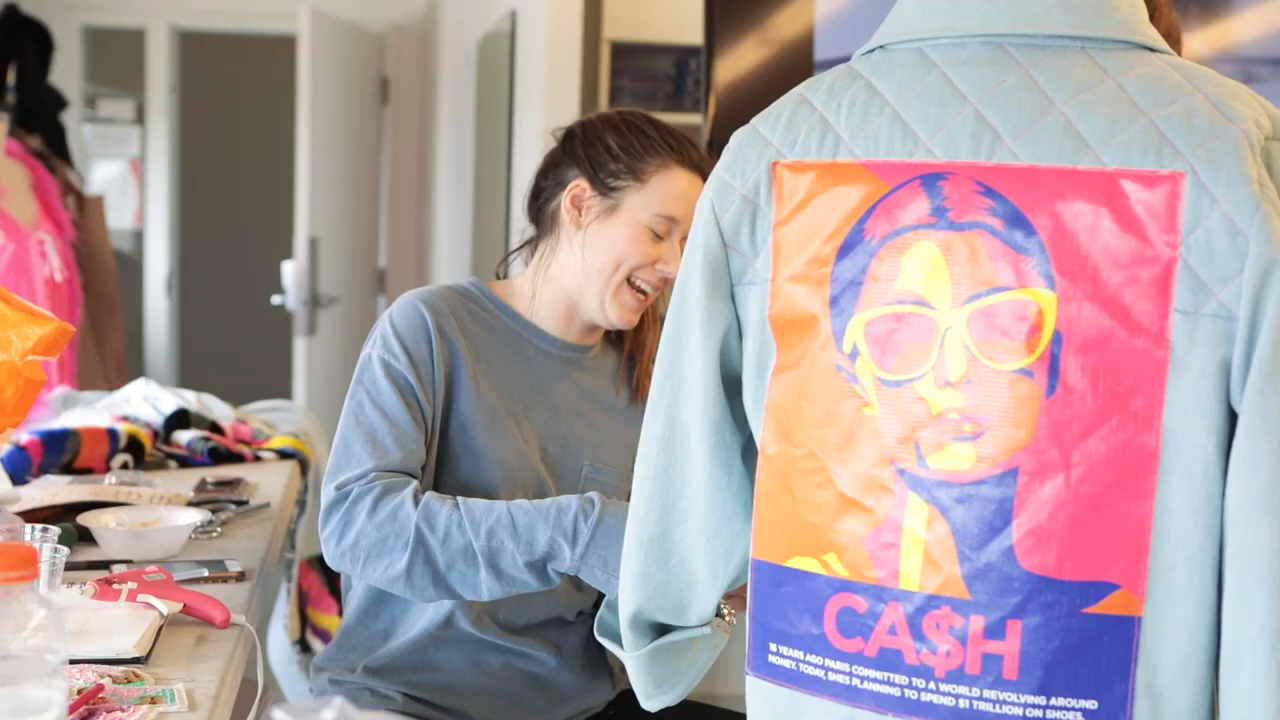 CA$H
16 YEARS AGO PARIS COMMITTED TO A WORLD REVOLVING AROUND
MONEY. TODAY, SHES PLANNING TO SPEND $1 TRILLION ON SHOES.